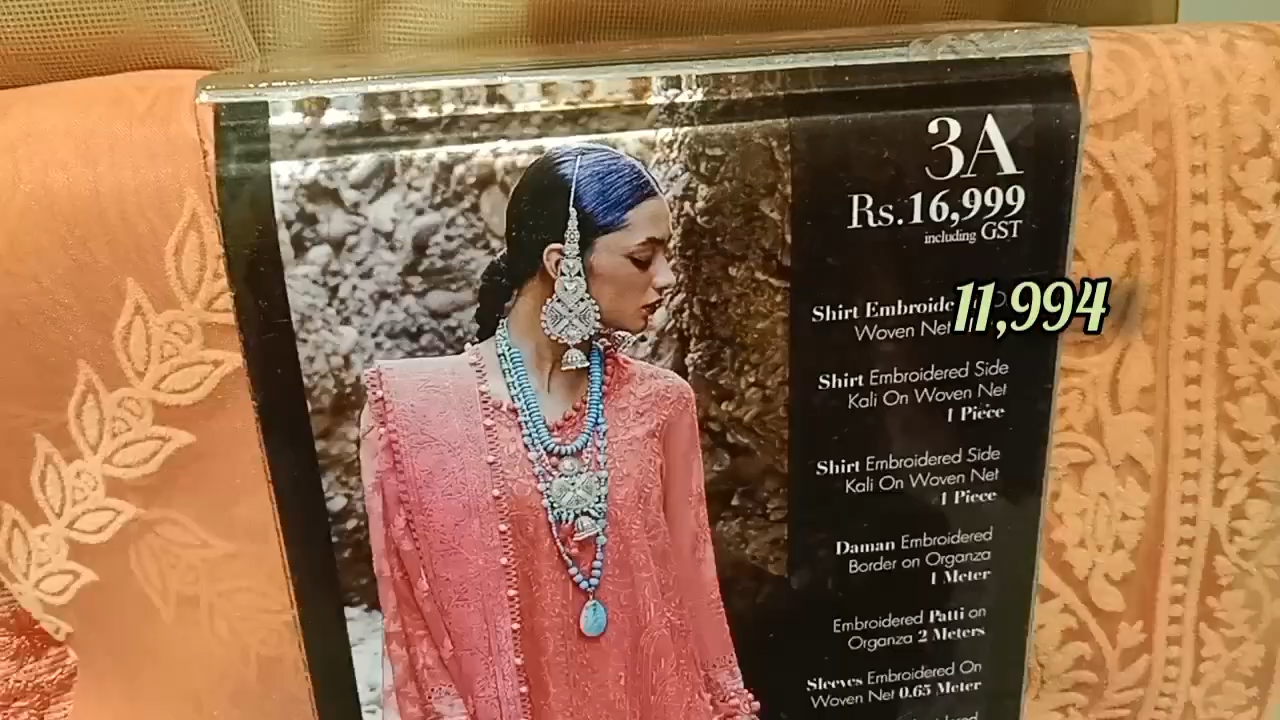 3A
Rs.16,999
including GST
11,994
Shirt
Woven Net
Shirt Embroidered Side
Kali On Woven Net
1 Piece
Shirt Embroidered Side
Kali On Woven Net
1 Piece
Daman Embroidered
Border on Organza
1 Meter
Embroidered Patti on
Organza 2 Meters
Sleeves Embroidered On
Woven Net 0.65 Meter